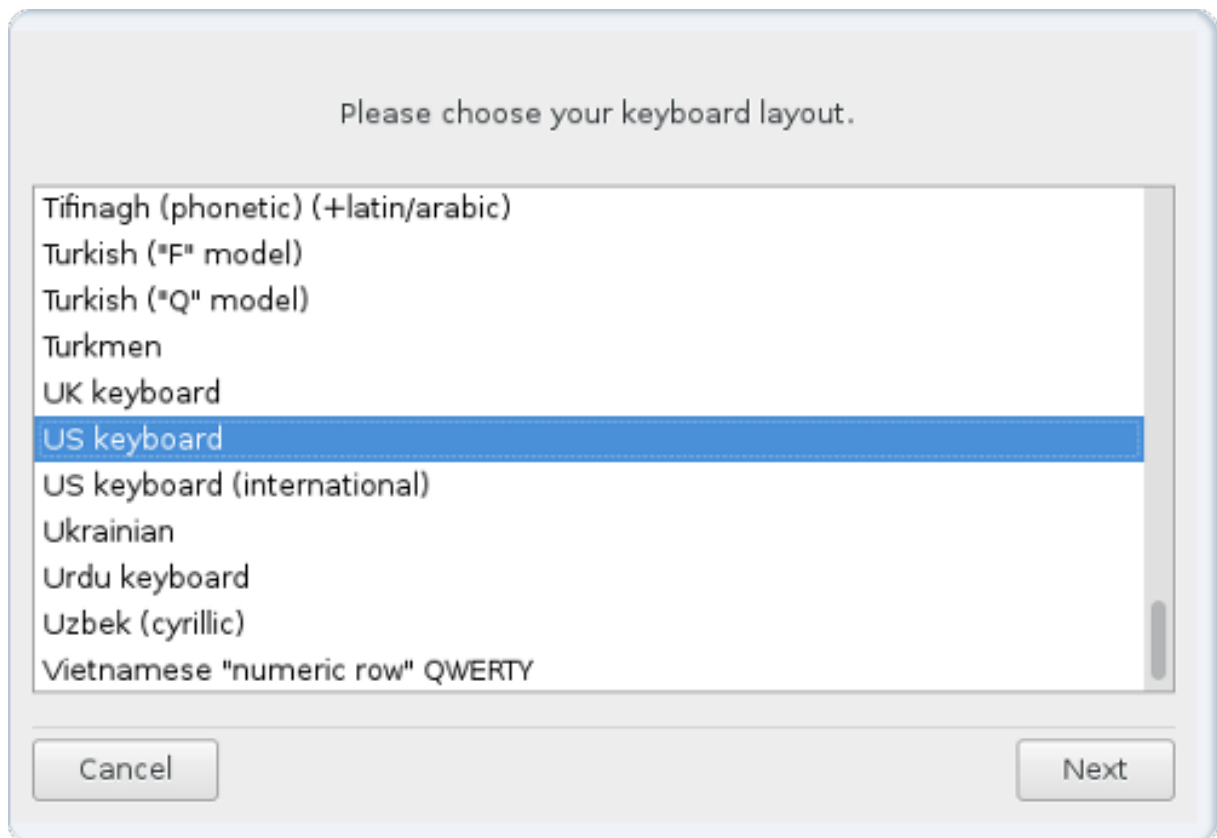 Please choose your keyboard layout.
Tifinagh (phonetic) (+latin/arabic)
Turkish ("F" model)
Turkish ("Q" model)
Turkmen
UK keyboard
US keyboard
US keyboard (international)
Ukrainian
Urdu keyboard
Uzbek (cyrillic)
Vietnamese "numeric row" QWERTY
Cancel
Next